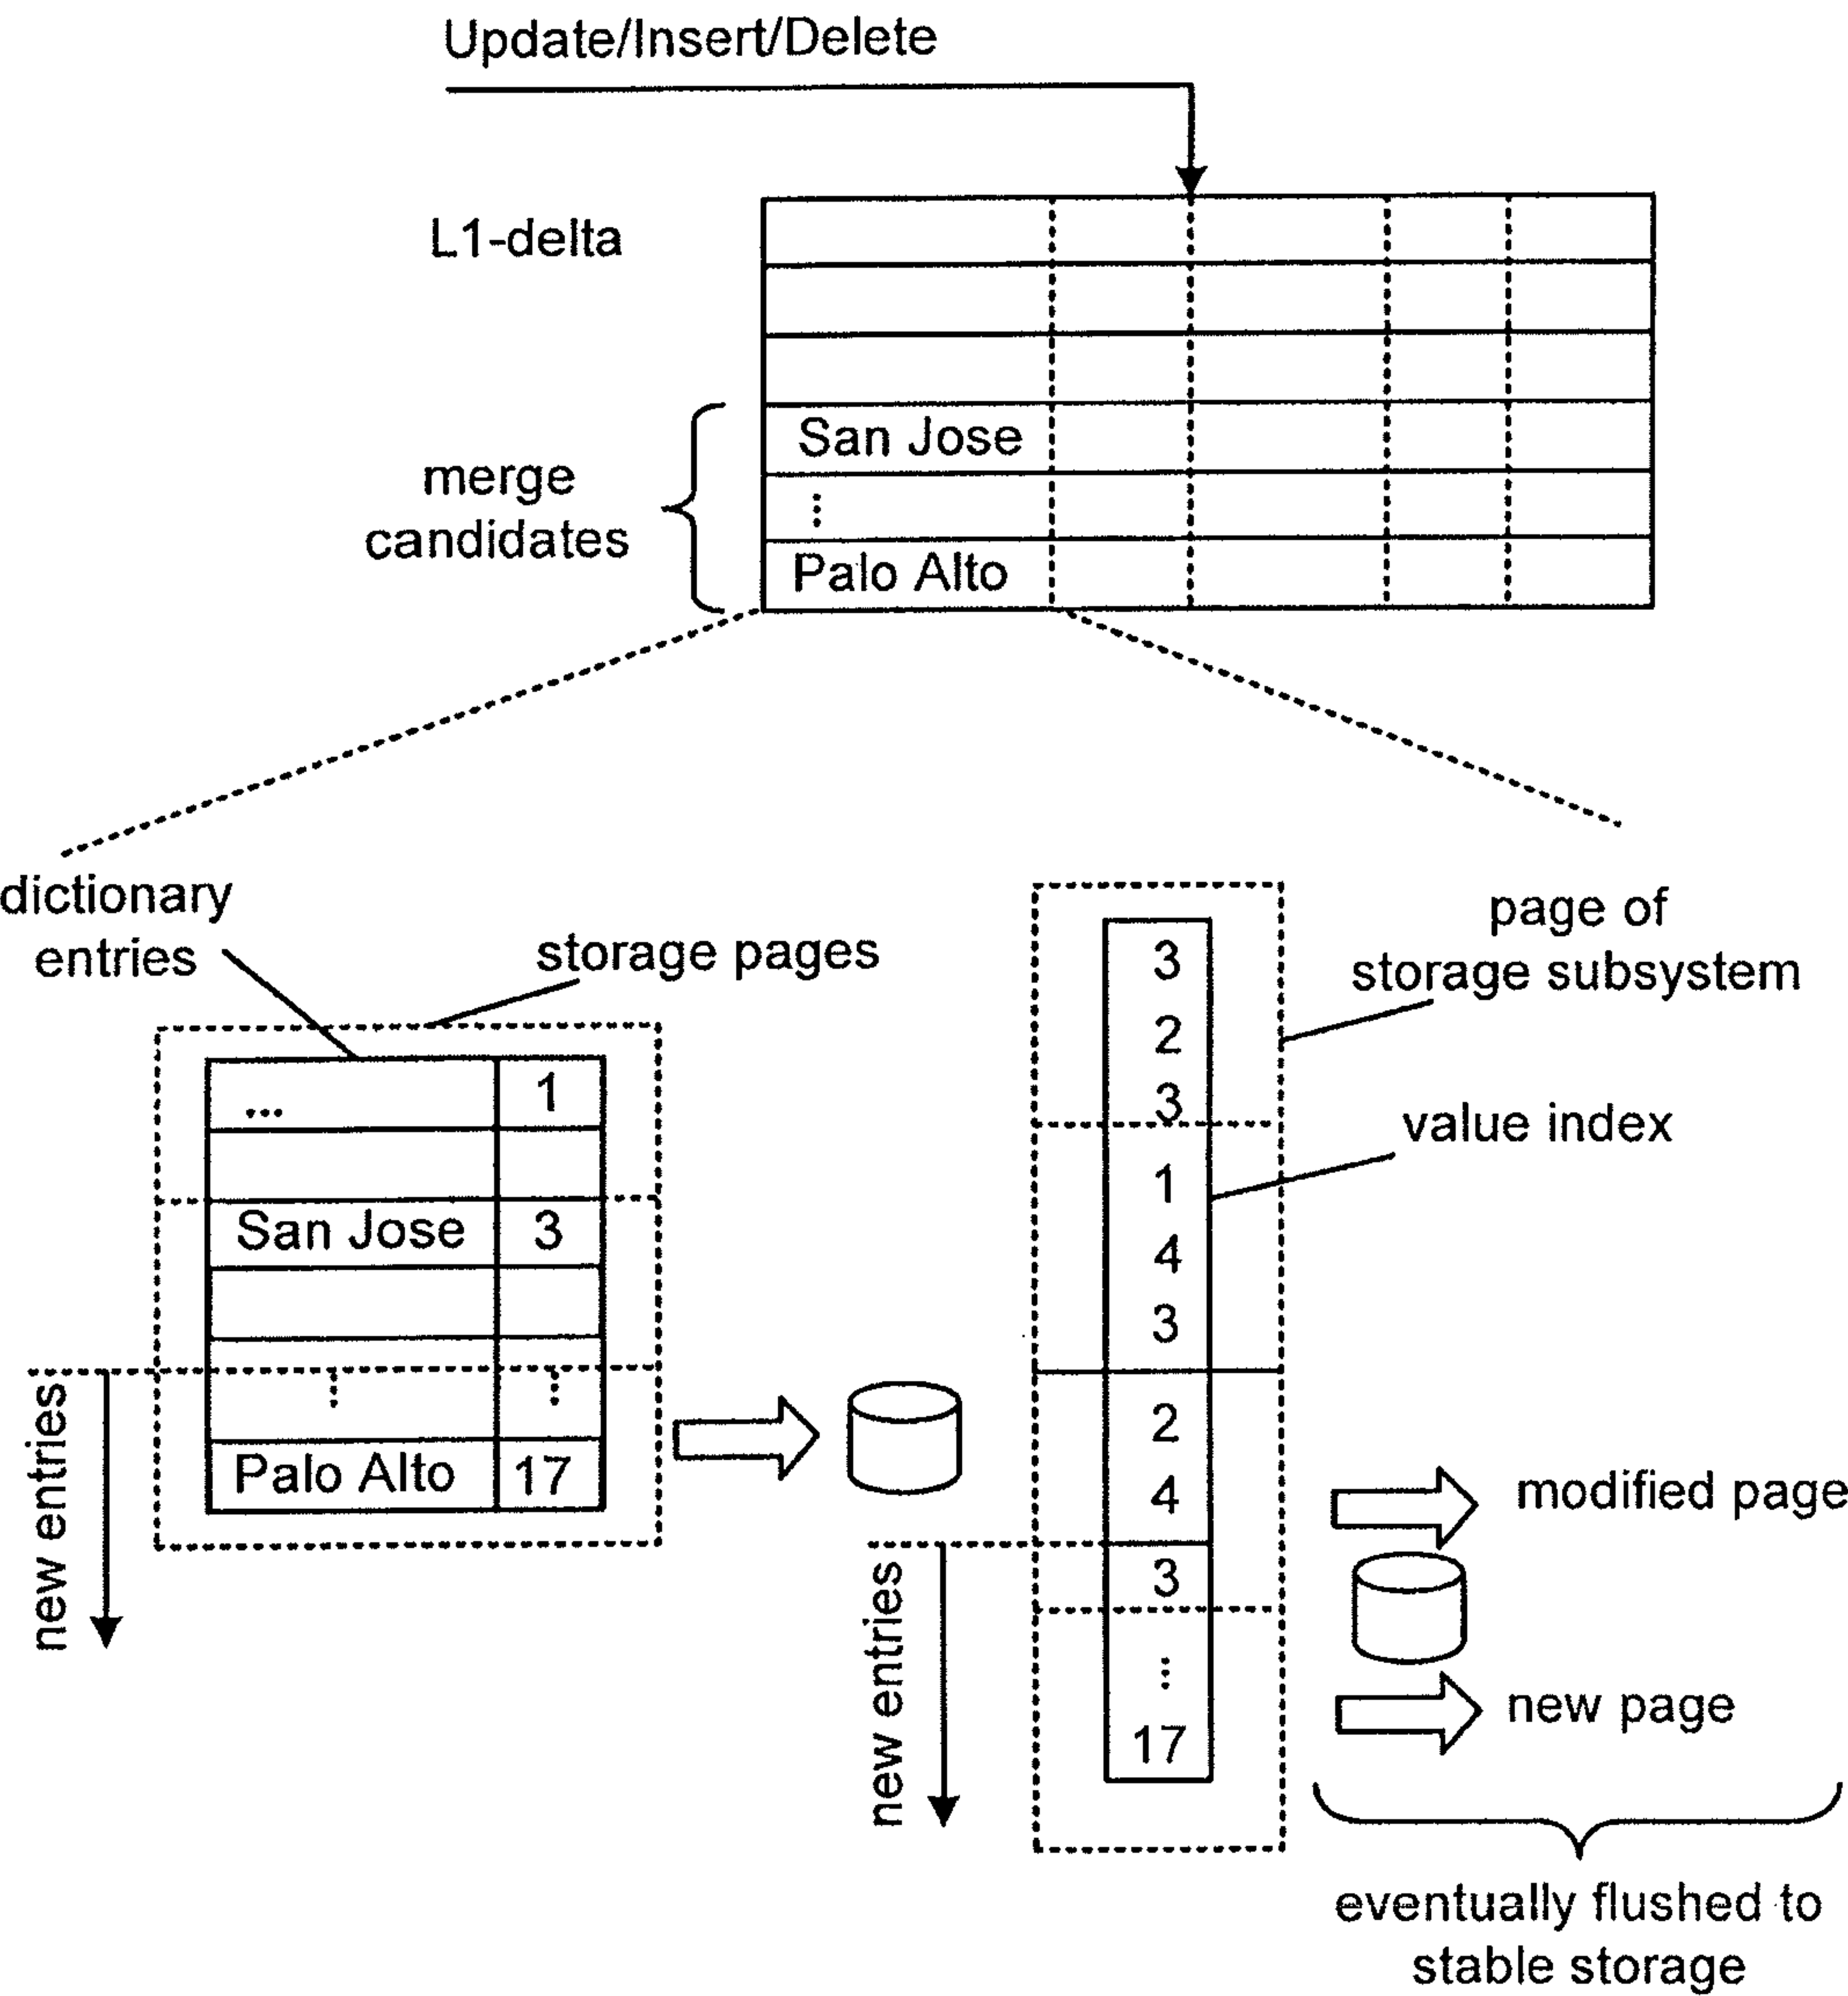 Update/Insert/Delete
L1-delta
San Jose
merge
candidates
⋮
Palo Alto
dictionary
entries
storage pages
page of
storage subsystem
... 1
San Jose 3
⋮ ⋮
Palo Alto 17
new entries
3
2
3
value index
1
4
3
2
4
3
⋮
17
new entries
modified page
new page
eventually flushed to
stable storage